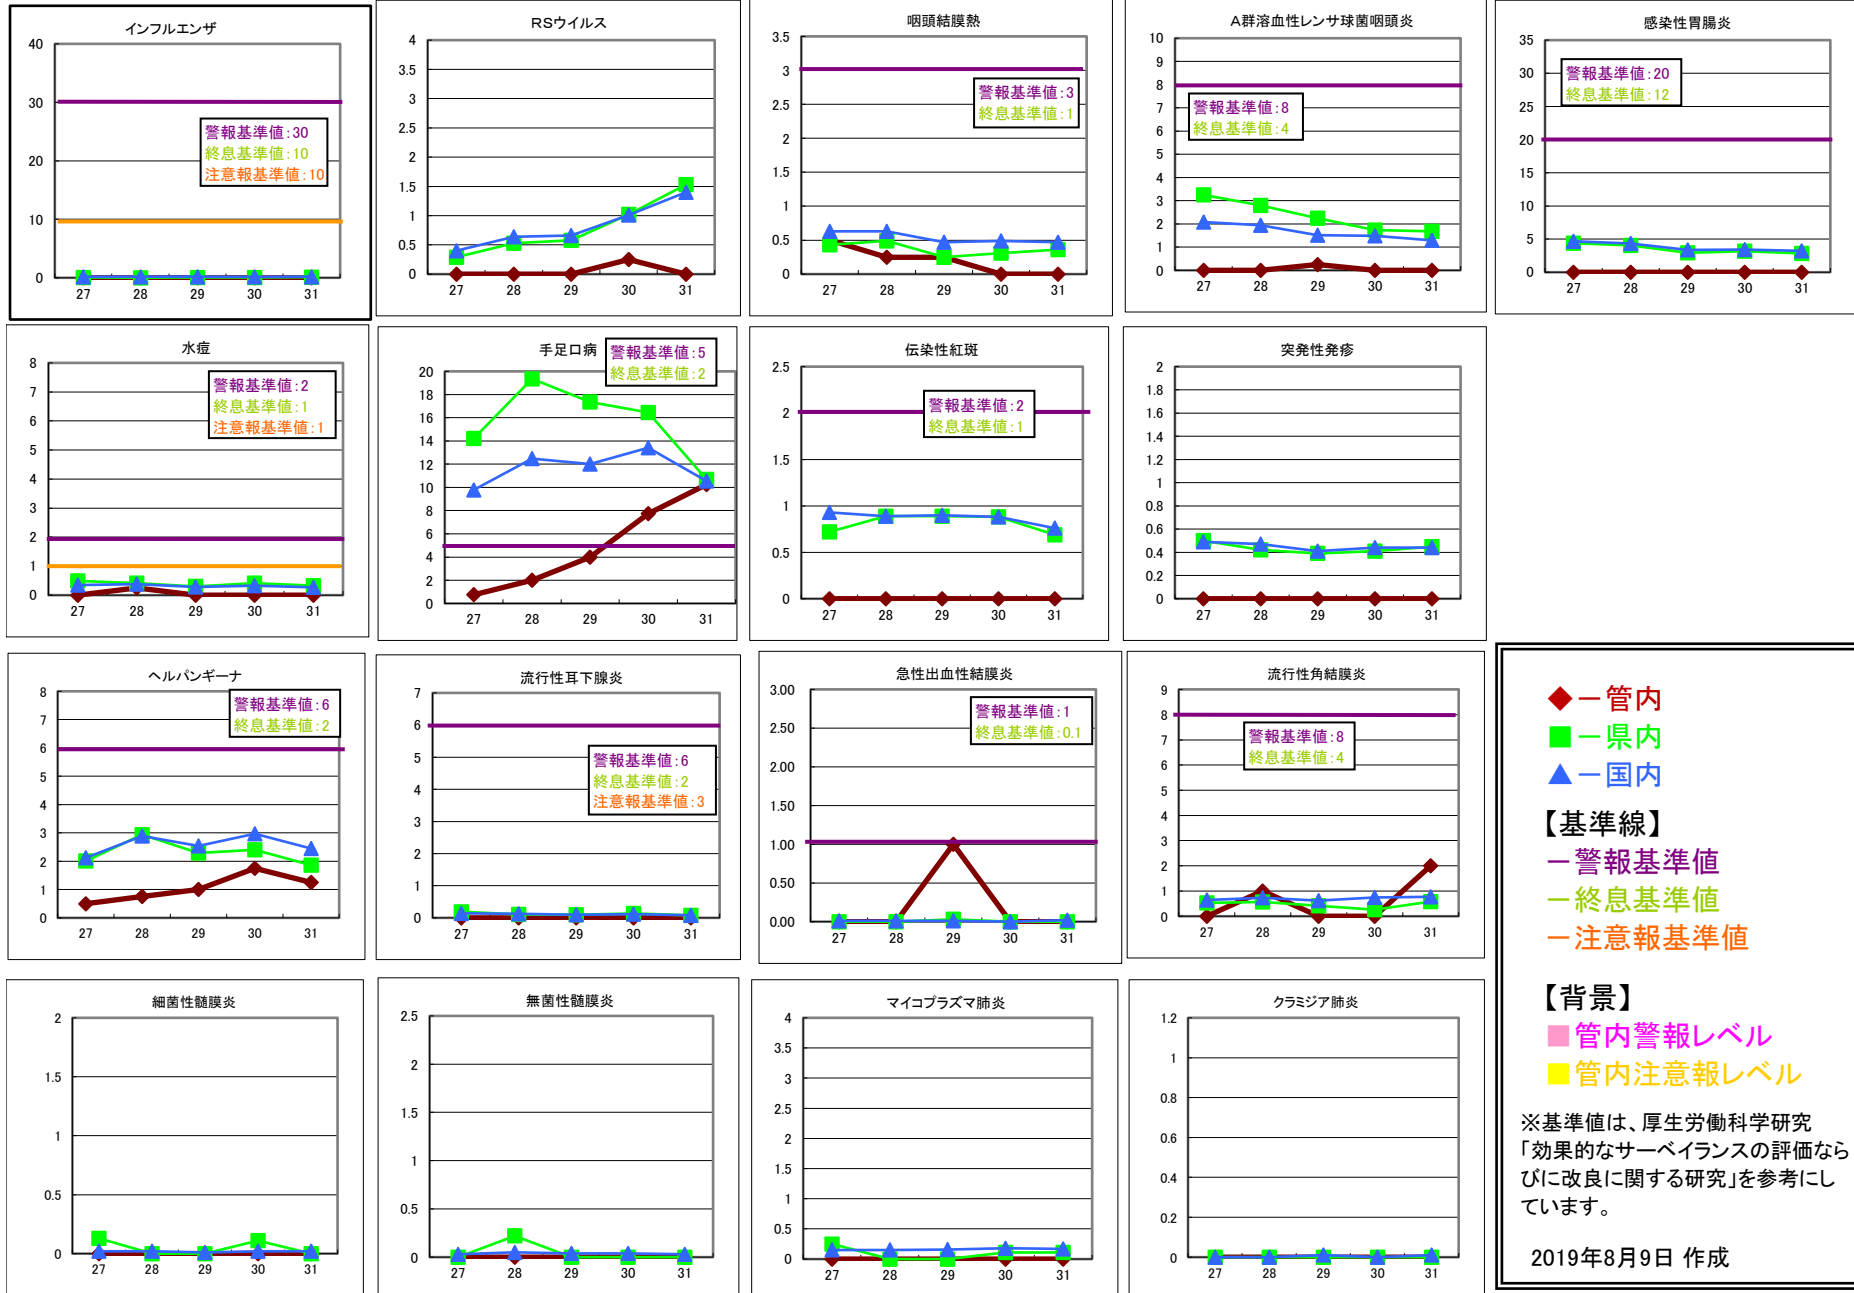 インフルエンザ
40
30
20
10
0
警報基準値:30
終息基準値:10
注意報基準値:10
27 28 29 30 31
RSウイルス
4
3.5
3
2.5
2
1.5
1
0.5
0
27 28 29 30 31
咽頭結膜熱
3.5
3
2.5
2
1.5
1
0.5
0
警報基準値:3
終息基準値:1
27 28 29 30 31
A群溶血性レンサ球菌咽頭炎
10
9
8
7
6
5
4
3
2
1
0
警報基準値:8
終息基準値:4
27 28 29 30 31
感染性胃腸炎
35
30
25
20
15
10
5
0
警報基準値:20
終息基準値:12
27 28 29 30 31
水痘
8
7
6
5
4
3
2
1
0
警報基準値:2
終息基準値:1
注意報基準値:1
27 28 29 30 31
手足口病
警報基準値:5
終息基準値:2
20
18
16
14
12
10
8
6
4
2
0
27 28 29 30 31
伝染性紅斑
2.5
2
1.5
1
0.5
0
警報基準値:2
終息基準値:1
27 28 29 30 31
突発性発疹
2
1.8
1.6
1.4
1.2
1
0.8
0.6
0.4
0.2
0
27 28 29 30 31
ヘルパンギーナ
8
7
6
5
4
3
2
1
0
警報基準値:6
終息基準値:2
27 28 29 30 31
流行性耳下腺炎
7
6
5
4
3
2
1
0
警報基準値:6
終息基準値:2
注意報基準値:3
27 28 29 30 31
急性出血性結膜炎
3.00
2.50
2.00
1.50
1.00
0.50
0.00
警報基準値:1
終息基準値:0.1
27 28 29 30 31
流行性角結膜炎
9
8
7
6
5
4
3
2
1
0
警報基準値:8
終息基準値:4
27 28 29 30 31
細菌性髄膜炎
2
1.5
1
0.5
0
27 28 29 30 31
無菌性髄膜炎
2.5
2
1.5
1
0.5
0
27 28 29 30 31
マイコプラズマ肺炎
4
3.5
3
2.5
2
1.5
1
0.5
0
27 28 29 30 31
クラミジア肺炎
1.2
1
0.8
0.6
0.4
0.2
0
27 28 29 30 31
◆ー管内
■ー県内
▲ー国内
【基準線】
ー警報基準値
ー終息基準値
ー注意報基準値
【背景】
■管内警報レベル
■管内注意報レベル
※基準値は、厚生労働科学研究
「効果的なサーベイランスの評価なら
びに改良に関する研究」を参考にし
ています。
2019年8月9日 作成